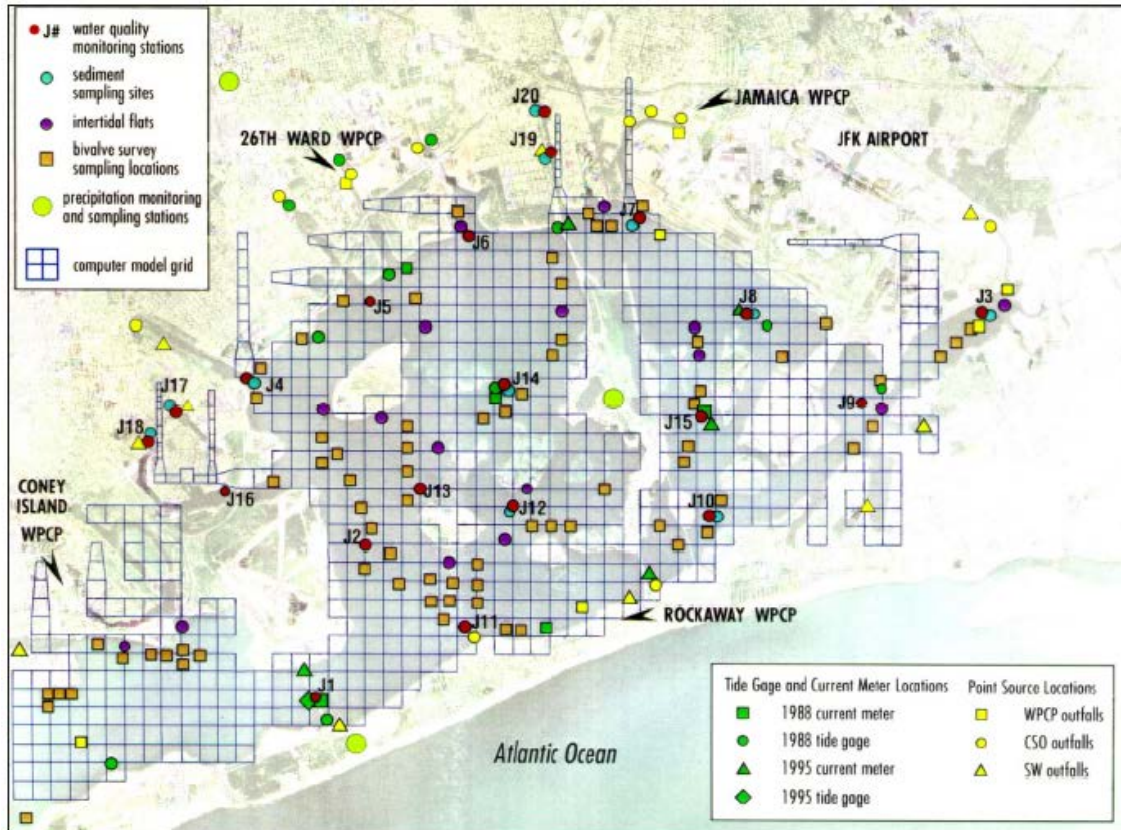 J# water quality
monitoring stations
sediment
sampling sites
intertidal flats
bivalve survey
sampling locations
precipitation monitoring
and sampling stations
computer model grid
J20
JAMAICA WPCP
26TH WARD WPCP
J19
JFK AIRPORT
J7
J6
J5
J8
J3
J4
J14
J17
J9
J15
J18
J16
J13
J12
J10
CONEY
ISLAND
WPCP
J2
J11
ROCKAWAY WPCP
J1
Atlantic Ocean
Tide Gage and Current Meter Locations
1988 current meter
1988 tide gage
1995 current meter
1995 tide gage
Point Source Locations
WPCP outfalls
CSO outfalls
SW outfalls